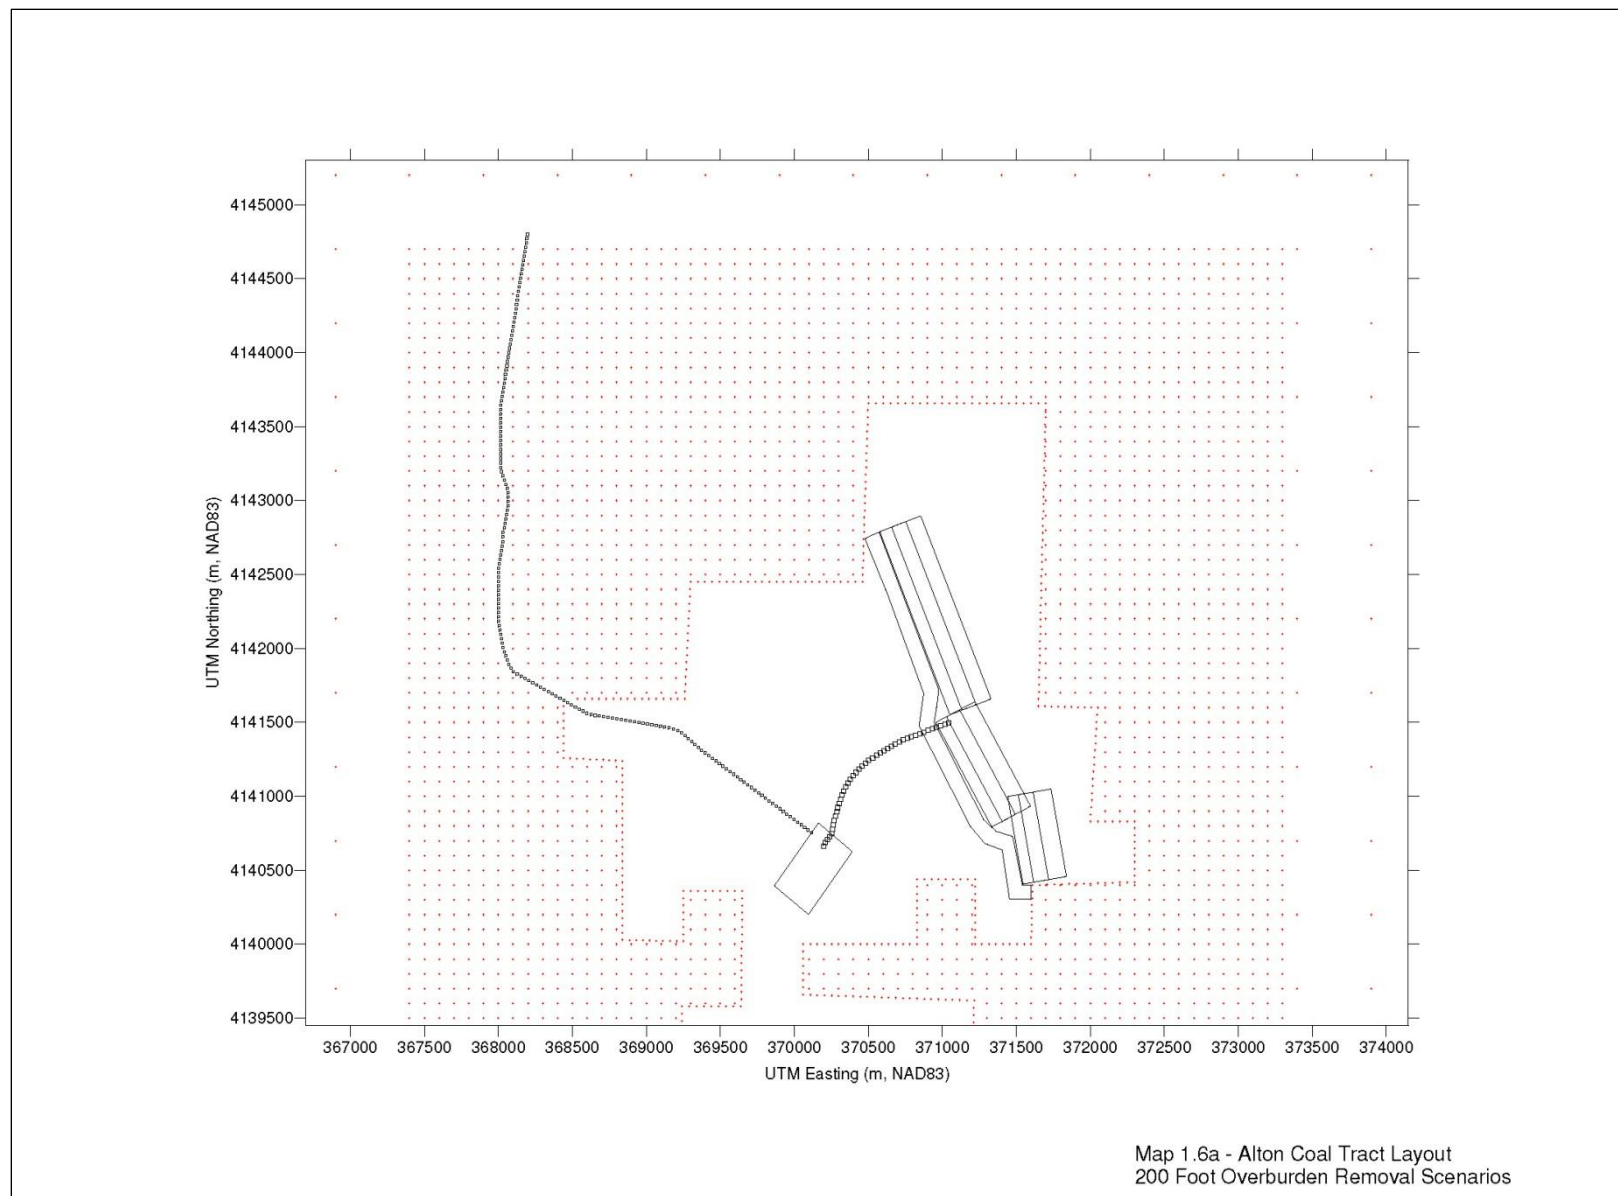 4145000
4144500
4144000
4143500
4143000
4142500
4142000
4141500
4141000
4140500
4140000
4139500
UTM Northing (m, NAD83)
367000 367500 368000 368500 369000 369500 370000 370500 371000 371500 372000 372500 373000 373500 374000
UTM Easting (m, NAD83)
Map 1.6a - Alton Coal Tract Layout
200 Foot Overburden Removal Scenarios